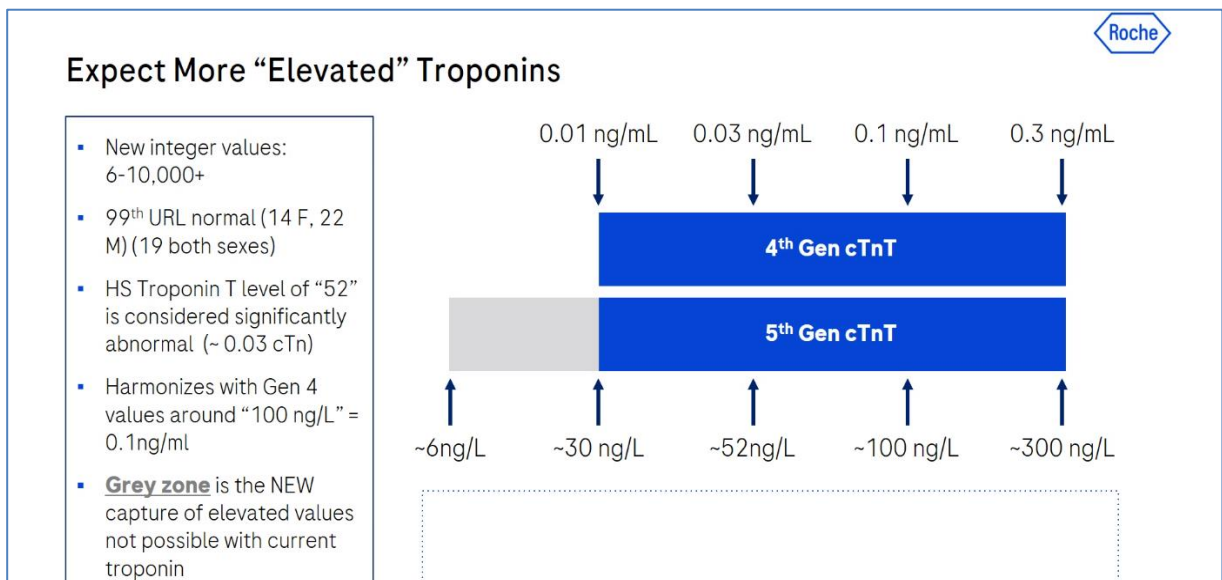 Roche
Expect More “Elevated” Troponins
▪ New integer values:
6-10,000+
▪ 99th URL normal (14 F, 22
M) (19 both sexes)
▪ HS Troponin T level of “52”
is considered significantly
abnormal (~ 0.03 cTn)
▪ Harmonizes with Gen 4
values around “100 ng/L” =
0.1ng/ml
▪ Grey zone is the NEW
capture of elevated values
not possible with current
troponin
0.01 ng/mL 0.03 ng/mL 0.1 ng/mL 0.3 ng/mL
4th Gen cTnT
5th Gen cTnT
~6ng/L ~30 ng/L ~52ng/L ~100 ng/L ~300 ng/L